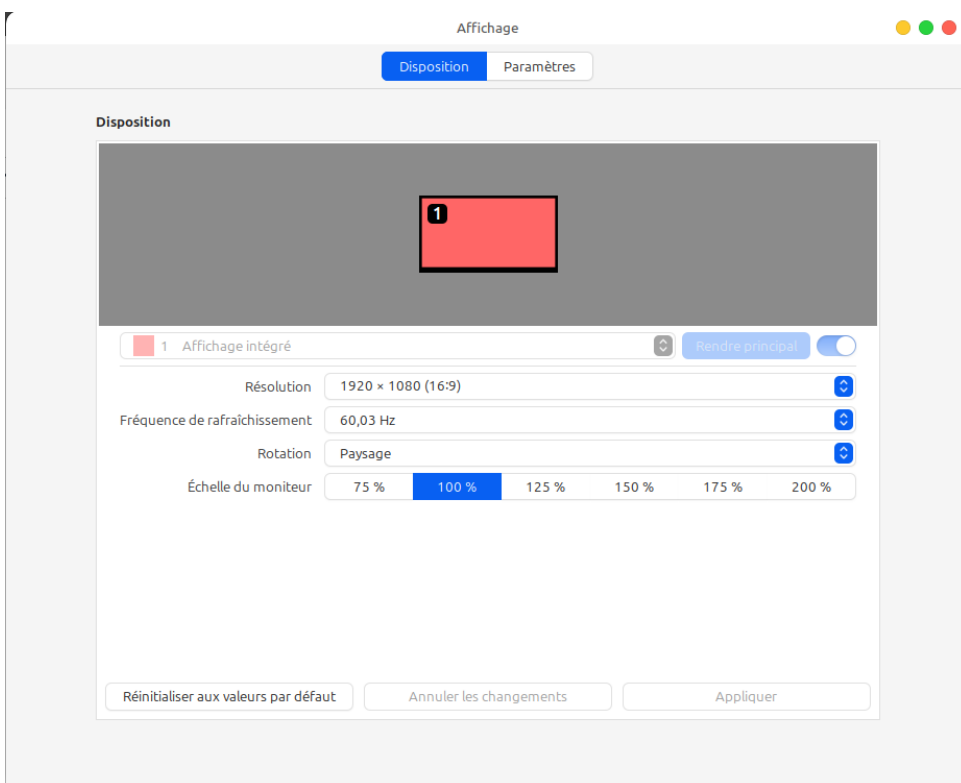 Affichage
Disposition Paramètres
Disposition
1
1 Affichage intégré Rendre principal
Résolution 1920 × 1080 (16:9)
Fréquence de rafraîchissement 60,03 Hz
Rotation Paysage
Échelle du moniteur 75 % 100 % 125 % 150 % 175 % 200 %
Réinitialiser aux valeurs par défaut Annuler les changements Appliquer